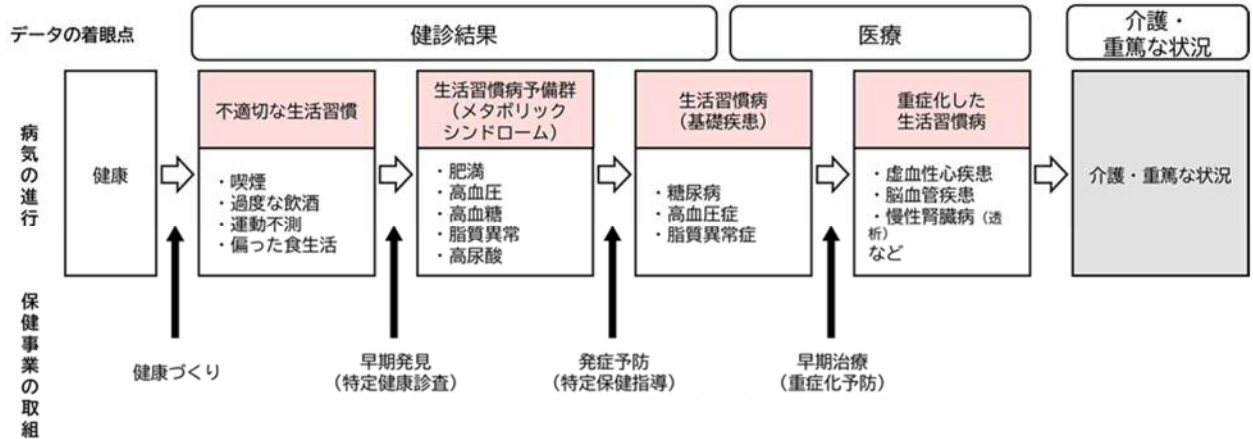 データの着眼点
健診結果
医療
介護・
重篤な状況
病気の進行
健康
不適切な生活習慣
・喫煙
・過度な飲酒
・運動不測
・偏った食生活
生活習慣病予備群
（メタボリック
シンドローム）
・肥満
・高血圧
・高血糖
・脂質異常
・高尿酸
生活習慣病
（基礎疾患）
・糖尿病
・高血圧症
・脂質異常症
重症化した
生活習慣病
・虚血性心疾患
・脳血管疾患
・慢性腎臓病（透
析）
など
介護・重篤な状況
保健事業の取組
健康づくり
早期発見
（特定健康診査）
発症予防
（特定保健指導）
早期治療
（重症化予防）